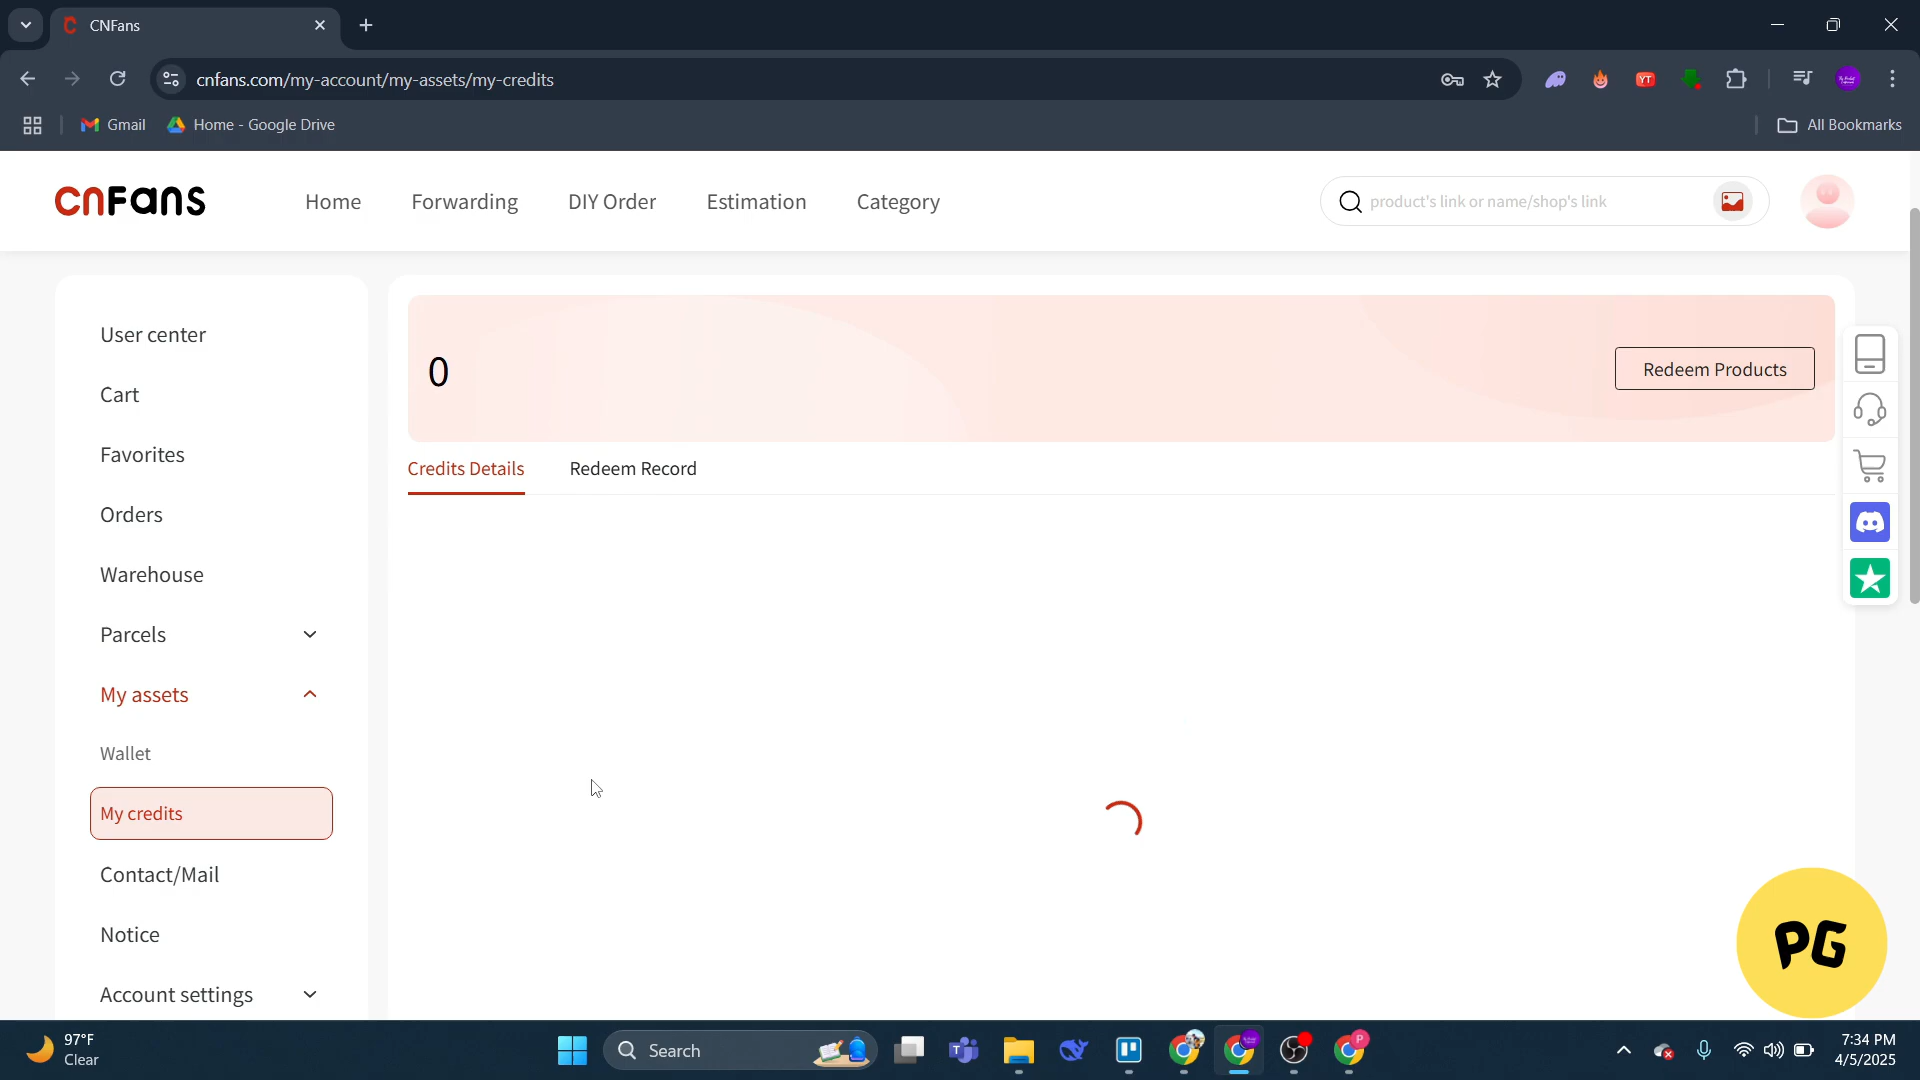 CNFans
cnfans.com/my-account/my-assets/my-credits
YT
Gmail
Home - Google Drive
All Bookmarks
cnFans
Home
Forwarding
DIY Order
Estimation
Category
product's link or name/shop's link
User center
Cart
Favorites
Orders
Warehouse
Parcels
My assets
Wallet
My credits
Contact/Mail
Notice
Account settings
0
Redeem Products
Credits Details
Redeem Record
PG
97°F
Clear
Search
P
7:34 PM
4/5/2025